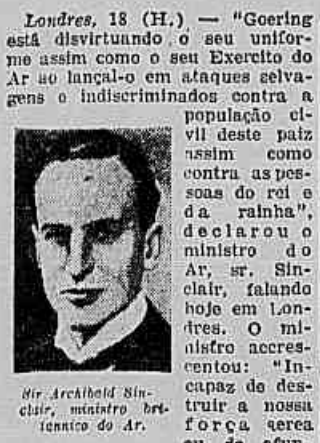 Londres, 18 (H.) — "Goering
está disvirtuando o seu unifor-
me assim como o seu Exercito do
Ar ao lançal-o em ataques selva-
gens e indiscriminados contra a
população ci-
vil deste paiz
assim como
contra as pes-
soas do rei e
da rainha",
declarou o
ministro do
Ar, sr. Sin-
clair, falando
hoje em Lon-
dres. O mi-
nistro accres-
centou: "In-
capaz de des-
truir a nossa
força aerea
ou de afun-
Sir Archibald Sin-
clair, ministro bri-
tannico do Ar.